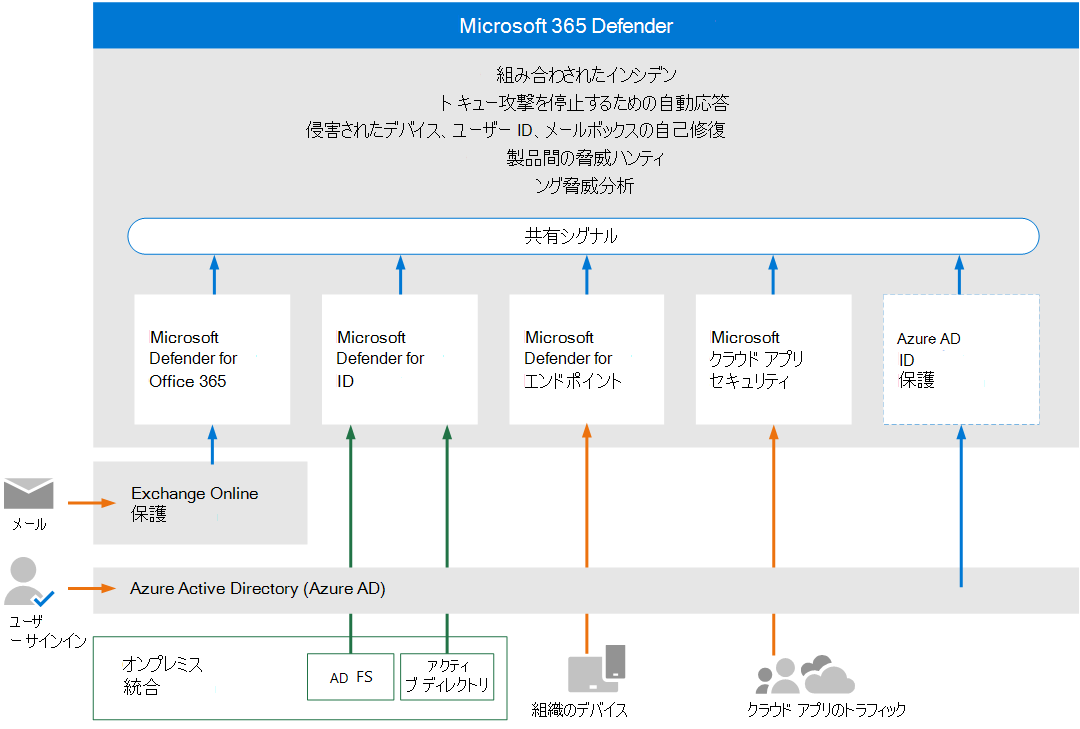 Microsoft 365 Defender
組み合わされたインシデン
ト キュー攻撃を停止するための自動応答
侵害されたデバイス、ユーザー ID、メールボックスの自己修復
製品間の脅威ハンティ
ング脅威分析
共有シグナル
Microsoft
Defender for
Office 365
Microsoft
Defender for
ID
Microsoft
Defender for
エンドポイント
Microsoft
クラウド アプリ
セキュリティ
Azure AD
ID
保護
Exchange Online
保護
メール
Azure Active Directory (Azure AD)
ユーザ
ー サインイン
オンプレミス
統合
AD FS
アクティ
ブ ディレクトリ
組織のデバイス
クラウド アプリのトラフィック